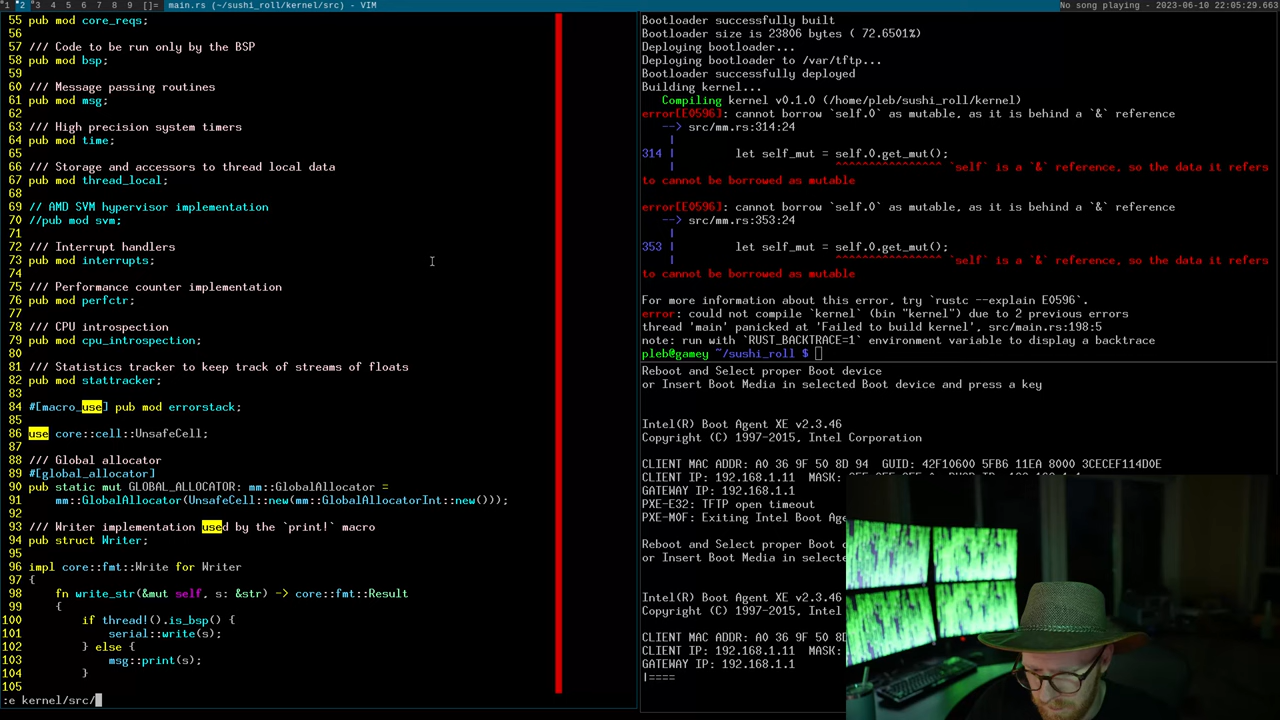 1 2 3 4 5 6 7 8 9 []= main.rs (~/sushi_roll/kernel/src) - VIM
No song playing - 2023-06-10 22:05:29.663
55 pub mod core_reqs;
56
57 /// Code to be run only by the BSP
58 pub mod bsp;
59
60 /// Message passing routines
61 pub mod msg;
62
63 /// High precision system timers
64 pub mod time;
65
66 /// Storage and accessors to thread local data
67 pub mod thread_local;
68
69 // AMD SVM hypervisor implementation
70 //pub mod svm;
71
72 /// Interrupt handlers
73 pub mod interrupts;
74
75 /// Performance counter implementation
76 pub mod perfctr;
77
78 /// CPU introspection
79 pub mod cpu_introspection;
80
81 /// Statistics tracker to keep track of streams of floats
82 pub mod stattracker;
83
84 #[macro_use] pub mod errorstack;
85
86 use core::cell::UnsafeCell;
87
88 /// Global allocator
89 #[global_allocator]
90 pub static mut GLOBAL_ALLOCATOR: mm::GlobalAllocator =
91     mm::GlobalAllocator(UnsafeCell::new(mm::GlobalAllocatorInt::new()));
92
93 /// Writer implementation used by the `print!` macro
94 pub struct Writer;
95
96 impl core::fmt::Write for Writer
97 {
98     fn write_str(&mut self, s: &str) -> core::fmt::Result
99     {
100         if thread!().is_bsp() {
101             serial::write(s);
102         } else {
103             msg::print(s);
104         }
105
:e kernel/src/
Bootloader successfully built
Bootloader size is 23806 bytes ( 72.6501%)
Deploying bootloader...
Deploying bootloader to /var/tftp...
Bootloader successfully deployed
Building kernel...
Compiling kernel v0.1.0 (/home/pleb/sushi_roll/kernel)
error[E0596]: cannot borrow `self.0` as mutable, as it is behind a `&` reference
--> src/mm.rs:314:24
|
314 |         let self_mut = self.0.get_mut();
|                        ^^^^^^^^^^^^^^^^ `self` is a `&` reference, so the data it refers
to cannot be borrowed as mutable
error[E0596]: cannot borrow `self.0` as mutable, as it is behind a `&` reference
--> src/mm.rs:353:24
|
353 |         let self_mut = self.0.get_mut();
|                        ^^^^^^^^^^^^^^^^ `self` is a `&` reference, so the data it refers
to cannot be borrowed as mutable
For more information about this error, try `rustc --explain E0596`.
error: could not compile `kernel` (bin "kernel") due to 2 previous errors
thread 'main' panicked at 'Failed to build kernel', src/main.rs:198:5
note: run with `RUST_BACKTRACE=1` environment variable to display a backtrace
pleb@gamey ~/sushi_roll $
Reboot and Select proper Boot device
or Insert Boot Media in selected Boot device and press a key
Intel(R) Boot Agent XE v2.3.46
Copyright (C) 1997-2015, Intel Corporation
CLIENT MAC ADDR: A0 36 9F 50 8D 94  GUID: 42F10600 5FB6 11EA 8000 3CECEF114D0E
CLIENT IP: 192.168.1.11  MASK:
GATEWAY IP: 192.168.1.1
PXE-E32: TFTP open timeout
PXE-M0F: Exiting Intel Boot
Reboot and Select proper Boot
or Insert Boot Media in
Intel(R) Boot Agent XE v2.3.46
Copyright (C) 1997-2015, Intel
CLIENT MAC ADDR: A0 36 9F 50
CLIENT IP: 192.168.1.11  MASK:
GATEWAY IP: 192.168.1.1
|====